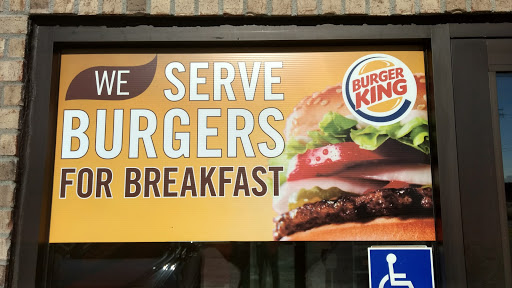 WE SERVE
BURGERS
FOR BREAKFAST
BURGER
KING